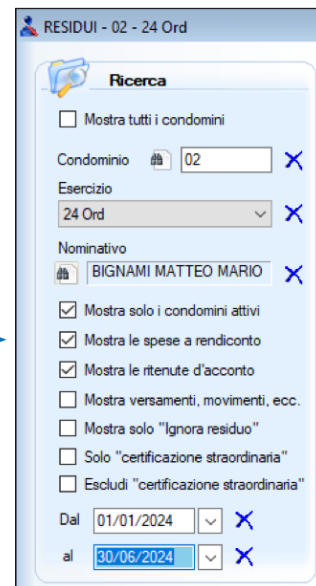 RESIDUI - 02 - 24 Ord
Ricerca
Mostra tutti i condomini
Condominio 02
Esercizio
24 Ord
Nominativo
BIGNAMI MATTEO MARIO
Mostra solo i condomini attivi
Mostra le spese a rendiconto
Mostra le ritenute d'acconto
Mostra versamenti, movimenti, ecc.
Mostra solo "Ignora residuo"
Solo "certificazione straordinaria"
Escludi "certificazione straordinaria"
Dal 01/01/2024
al 30/06/2024